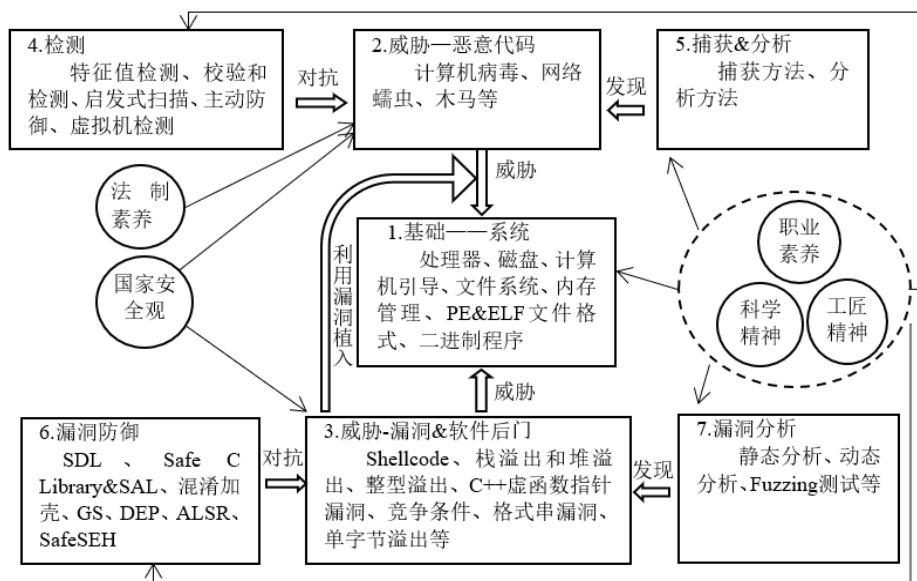 4.检测
特征值检测、校验和
检测、启发式扫描、主动防
御、虚拟机检测
对抗
2.威胁—恶意代码
计算机病毒、网络
蠕虫、木马等
发现
5.捕获&分析
捕获方法、分
析方法
法 制
素养
国家安
全观
利用漏洞植入
威胁
1.基础——系统
处理器、磁盘、计算
机引导、文件系统、内存
管理、PE&ELF文件格
式、二进制程序
威胁
职业
素养
科学
精神
工匠
精神
6.漏洞防御
SDL 、 Safe C
Library&SAL、混淆加
壳、GS、DEP、ALSR、
SafeSEH
对抗
3.威胁-漏洞&软件后门
Shellcode、栈溢出和堆溢
出、整型溢出、C++虚函数指针
漏洞、竞争条件、格式串漏洞、
单字节溢出等
发现
7.漏洞分析
静态分析、动态
分析、Fuzzing测试等